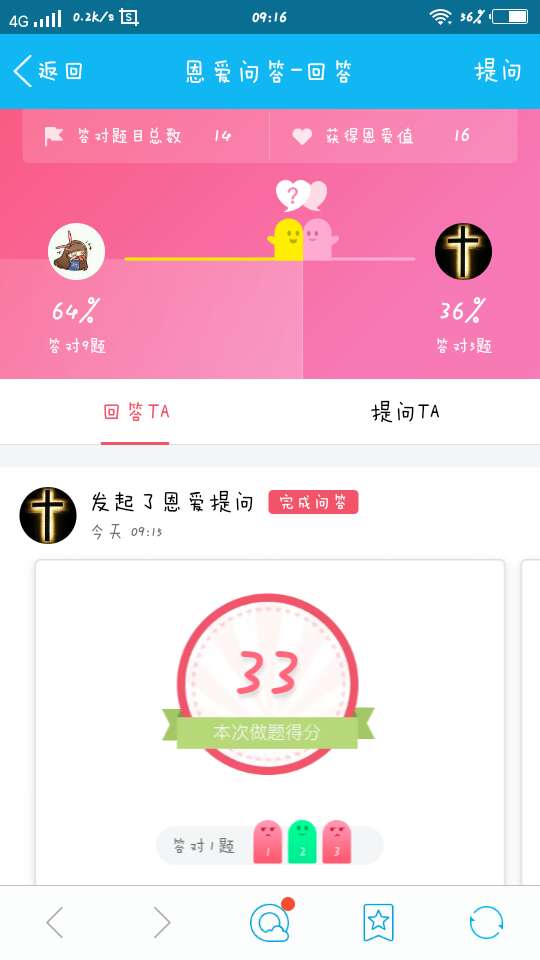 4G 0.2k/s 09:16 36%
返回 恩爱问答-回答 提问
答对题目总数 14 获得恩爱值 16
?
64% 36%
答对9题 答对5题
回答TA 提问TA
发起了恩爱提问 完成问答
今天 09:15
33
本次做题得分
答对1题 1 2 3